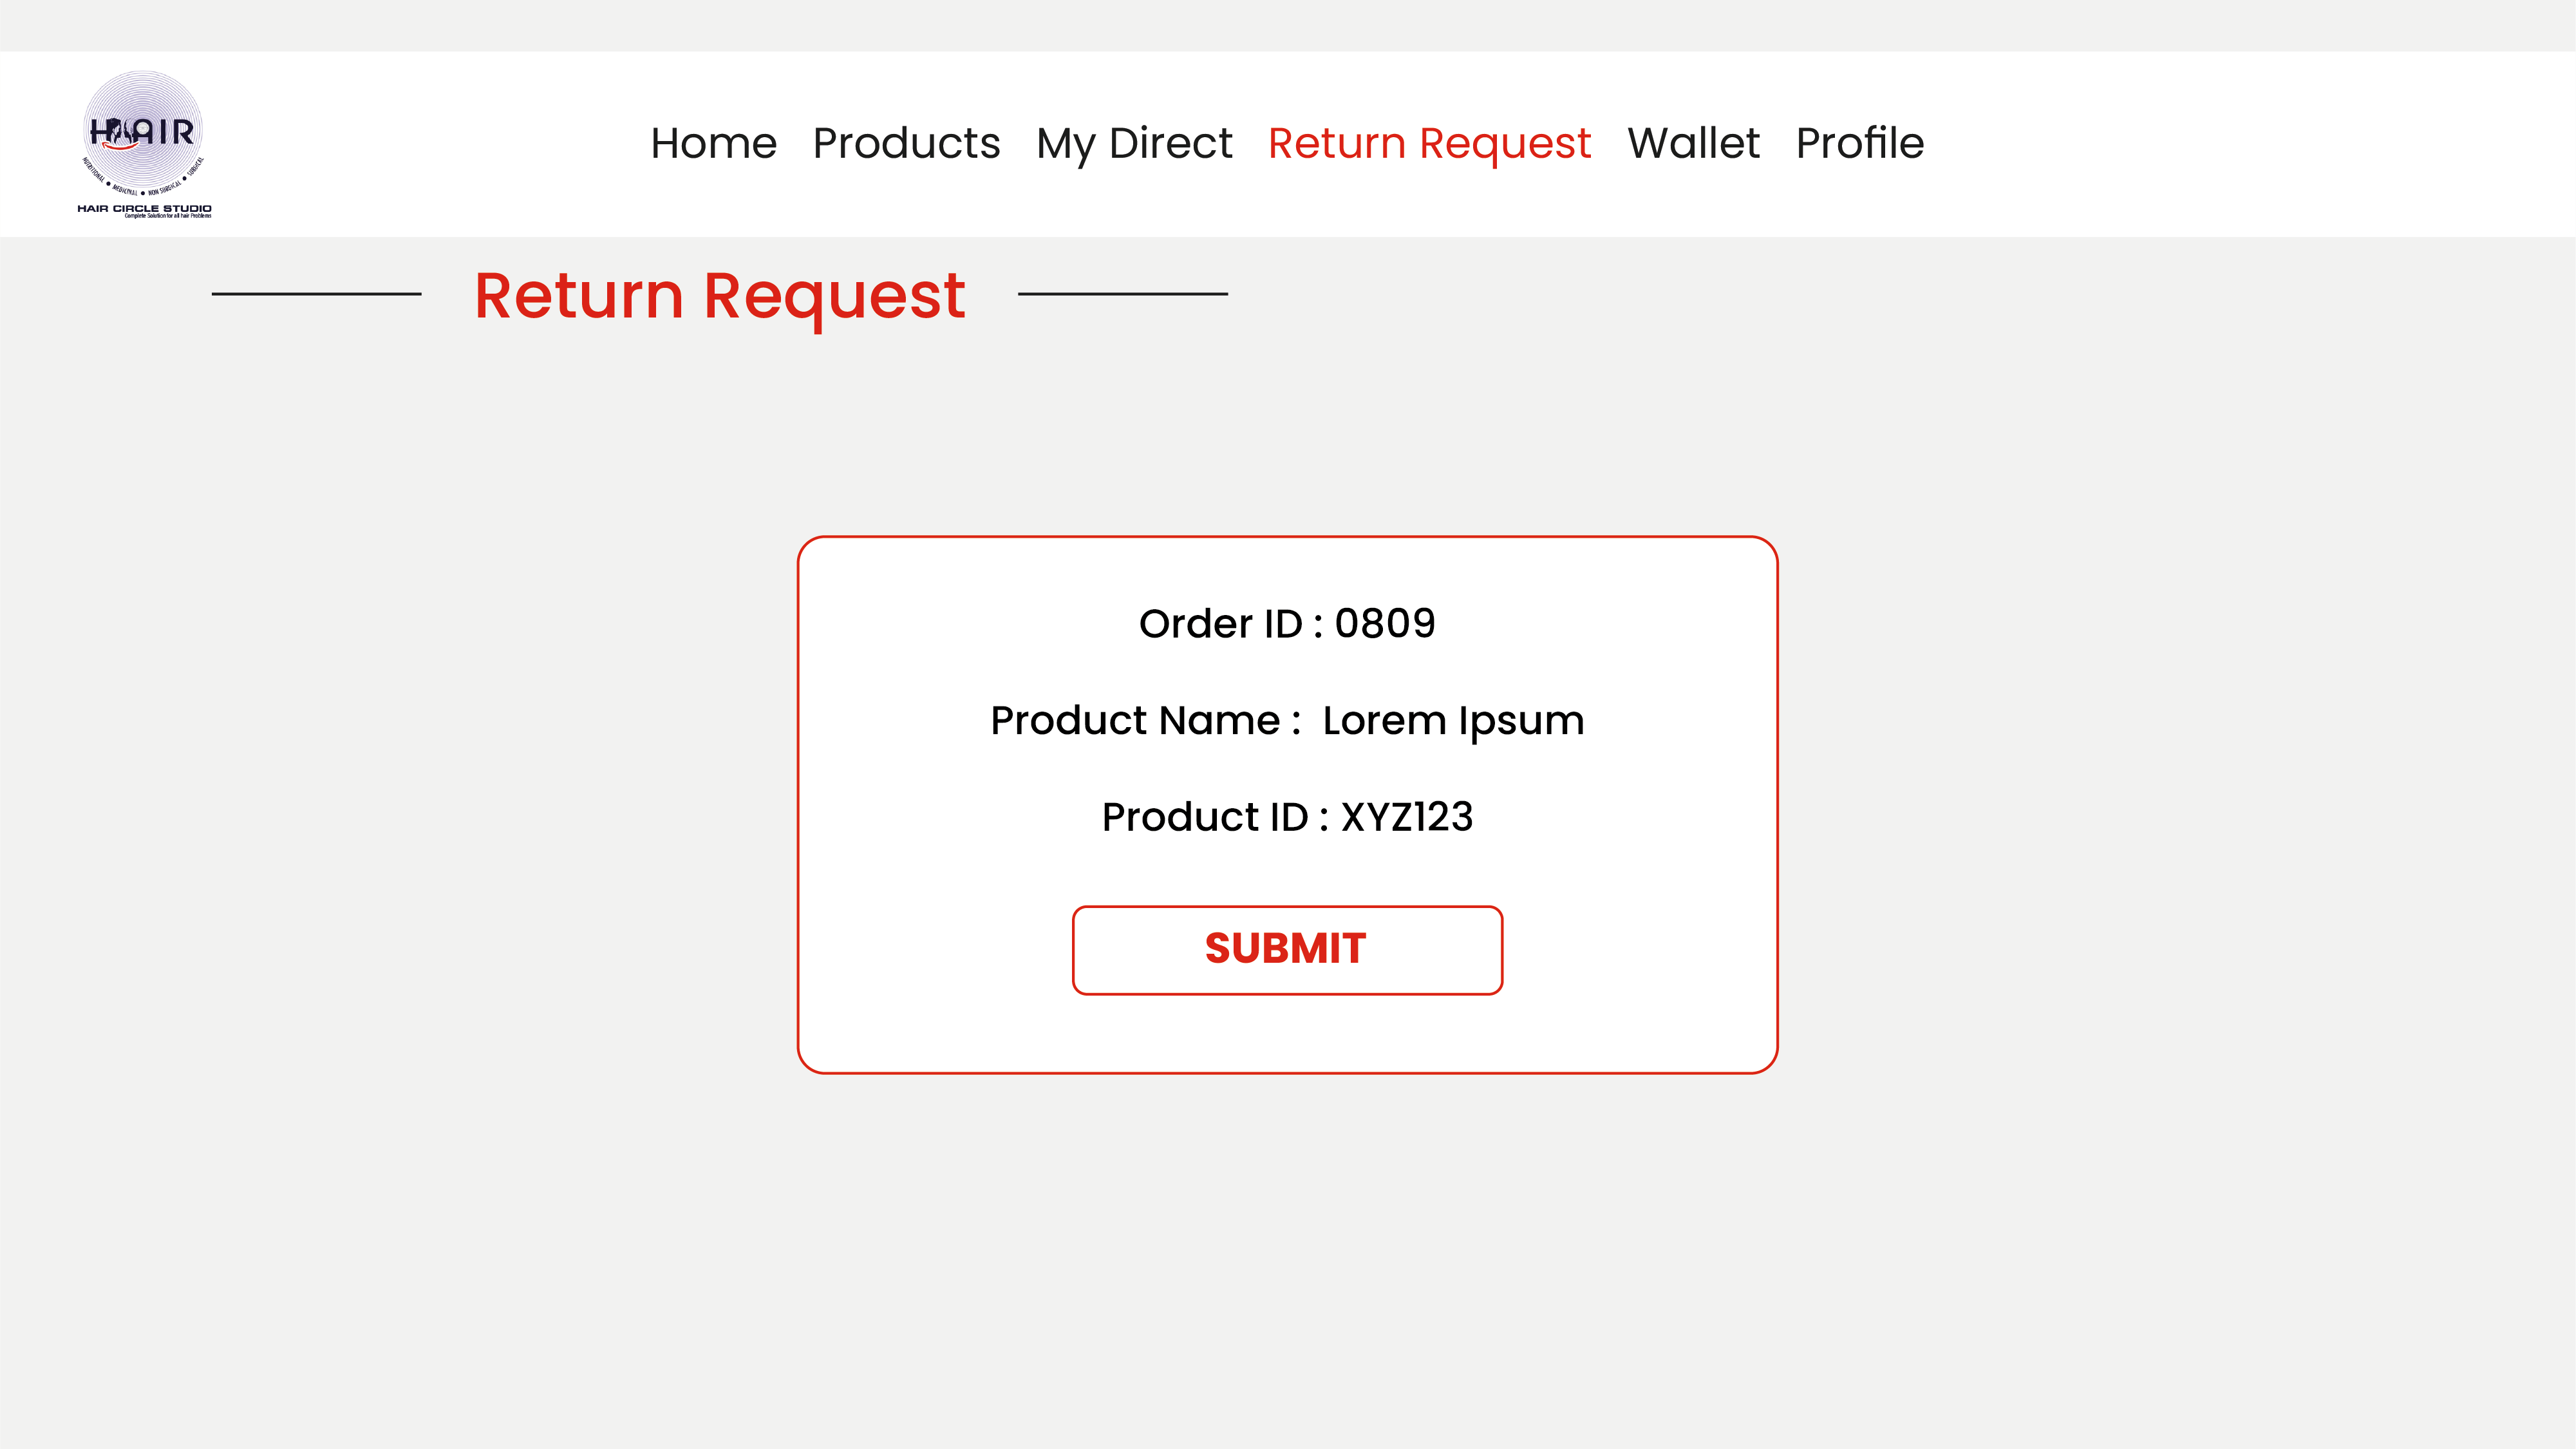 HAIR
NUTRITIONAL ● MEDICINAL ● NON SURGICAL ● SURGICAL
HAIR CIRCLE STUDIO
Complete Solution for all hair Problems
Home Products My Direct Return Request Wallet Profile
Return Request
Order ID : 0809
Product Name : Lorem Ipsum
Product ID : XYZ123
SUBMIT